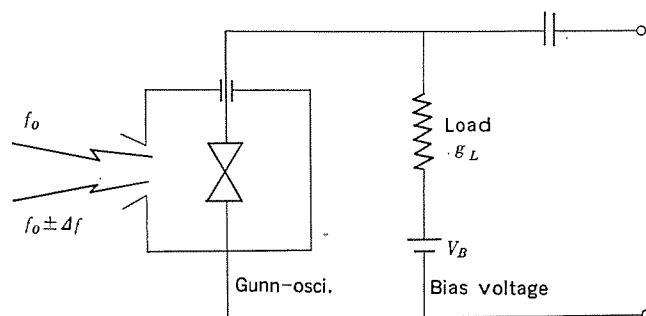 f₀
Load
g_L
f₀ ± Δf
V_B
Gunn-osci.
Bias voltage